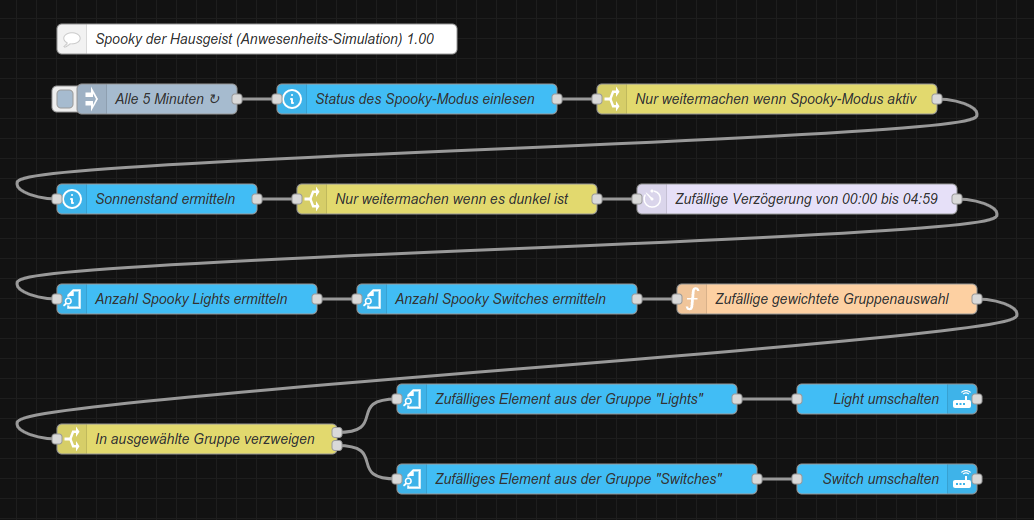 Spooky der Hausgeist (Anwesenheits-Simulation) 1.00
Alle 5 Minuten ↻
Status des Spooky-Modus einlesen
Nur weitermachen wenn Spooky-Modus aktiv
Sonnenstand ermitteln
Nur weitermachen wenn es dunkel ist
Zufällige Verzögerung von 00:00 bis 04:59
Anzahl Spooky Lights ermitteln
Anzahl Spooky Switches ermitteln
Zufällige gewichtete Gruppenauswahl
In ausgewählte Gruppe verzweigen
Zufälliges Element aus der Gruppe "Lights"
Light umschalten
Zufälliges Element aus der Gruppe "Switches"
Switch umschalten